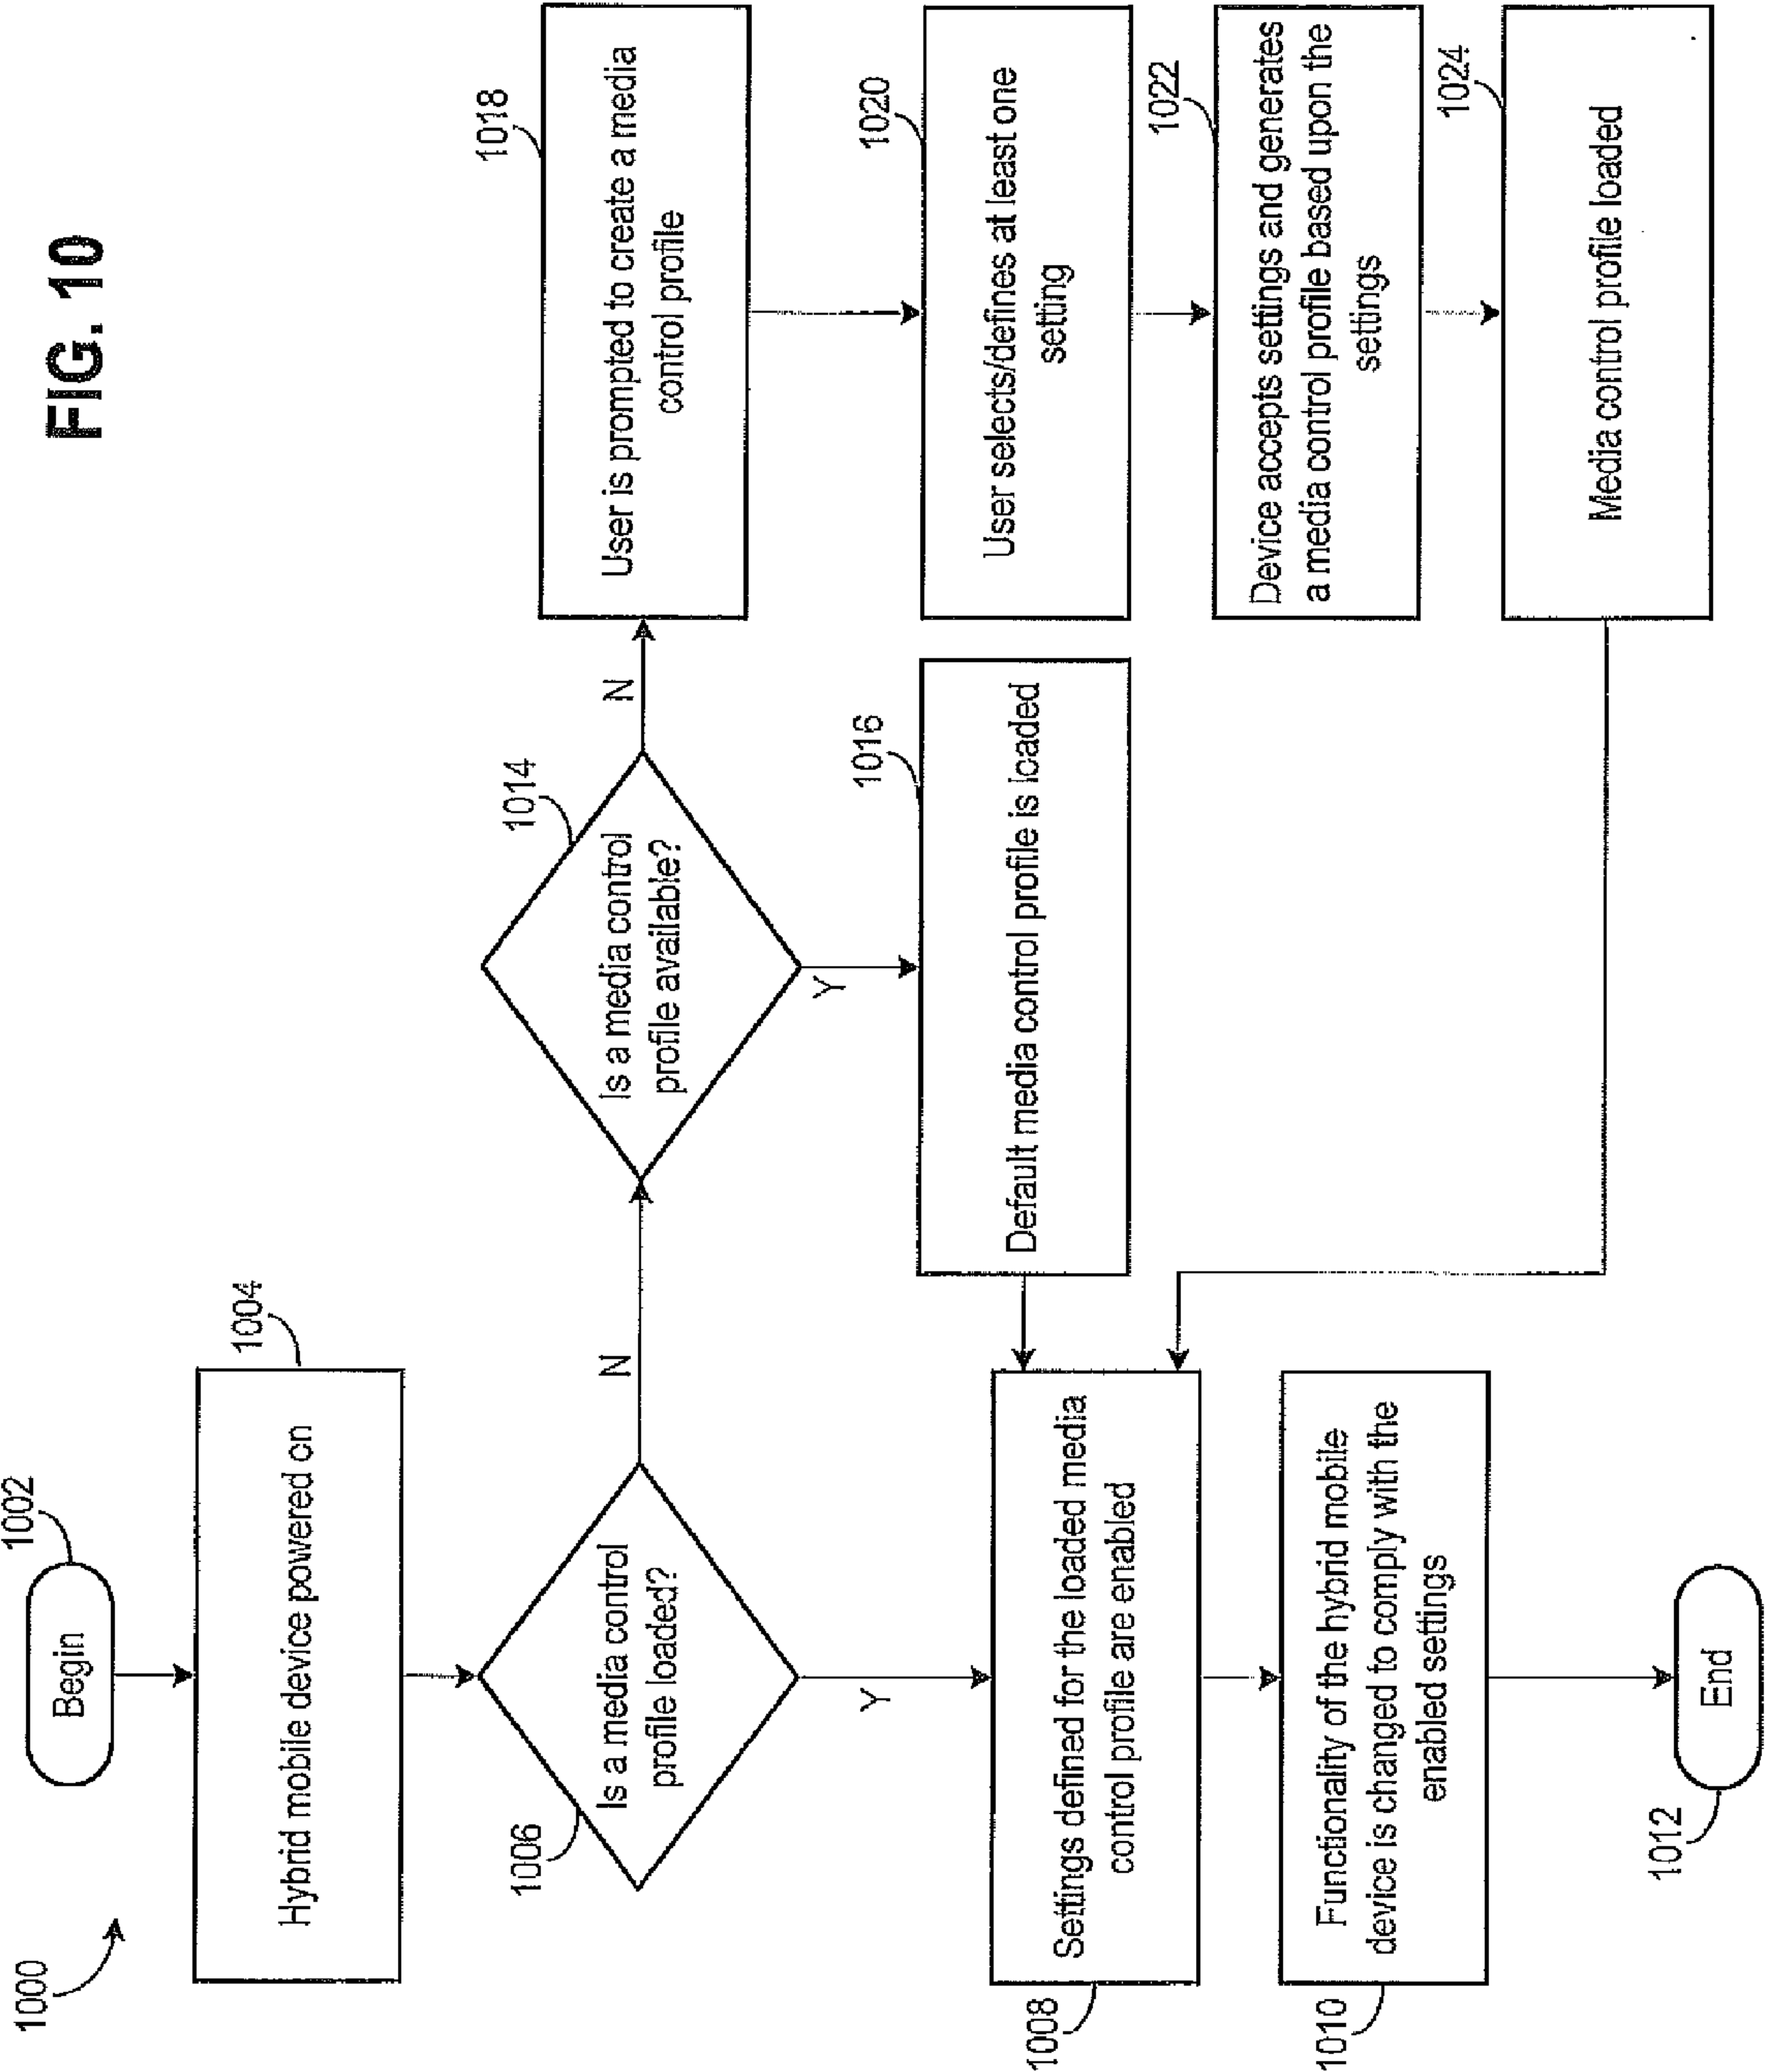 FIG. 10
1000
Begin
1002
Hybrid mobile device powered on
1004
Is a media control
profile loaded?
1006
N
Y
Settings defined for the loaded media
control profile are enabled
1008
Functionality of the hybrid mobile
device is changed to comply with the
enabled settings
1010
End
1012
Is a media control
profile available?
1014
N
Y
Default media control profile is loaded
1016
User is prompted to create a media
control profile
1018
User selects/defines at least one
setting
1020
Device accepts settings and generates
a media control profile based upon the
settings
1022
Media control profile loaded
1024